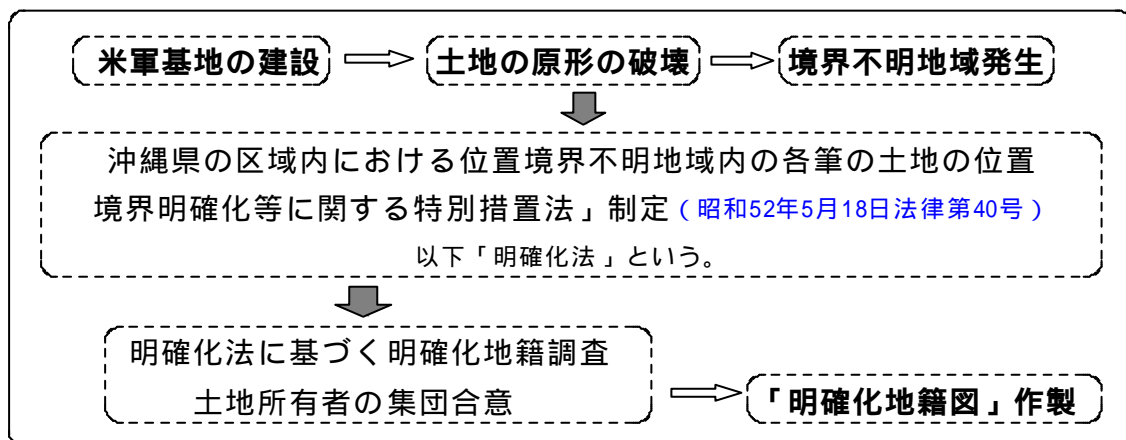 米軍基地の建設
土地の原形の破壊
境界不明地域発生
沖縄県の区域内における位置境界不明地域内の各筆の土地の位置
境界明確化等に関する特別措置法」制定(昭和52年5月18日法律第40号)
以下「明確化法」という。
明確化法に基づく明確化地籍調査
土地所有者の集団合意
「明確化地籍図」作製